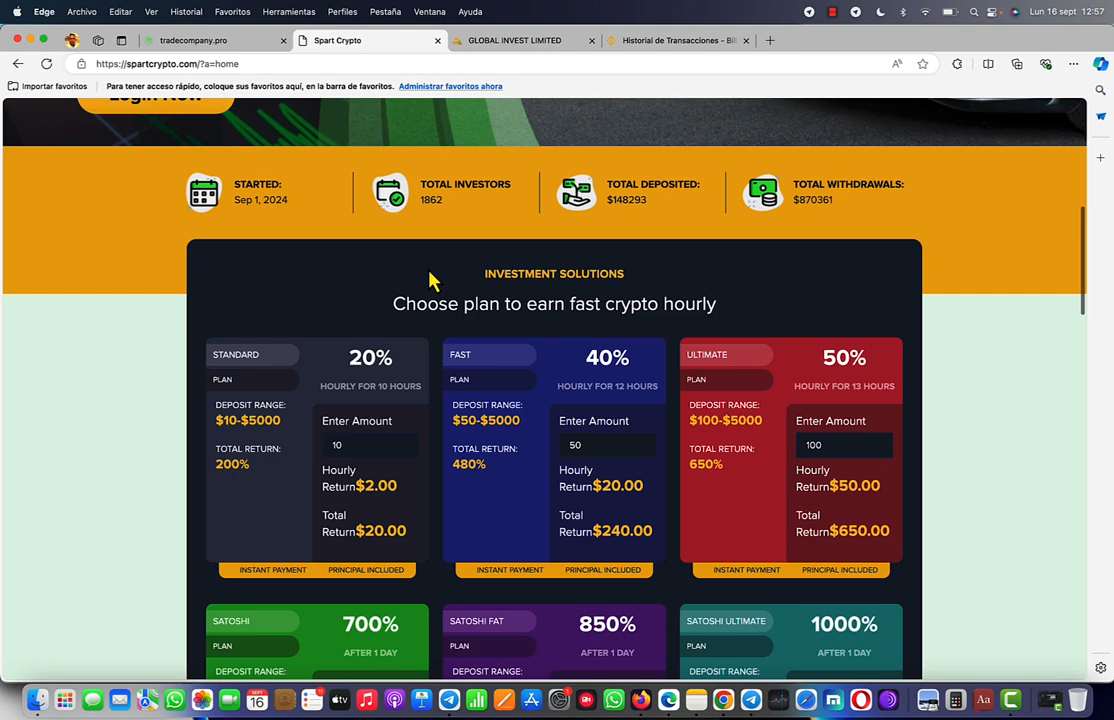 Edge Archivo Editar Ver Historial Favoritos Herramientas Perfiles Pestaña Ventana Ayuda Lun 16 sept 12:57
tradecompany.pro Spart Crypto GLOBAL INVEST LIMITED Historial de Transacciones - Bi
https://spartcrypto.com/?a=home
Importar favoritos Para tener acceso rápido, coloque sus favoritos aquí, en la barra de favoritos. Administrar favoritos ahora
Login Now
STARTED: TOTAL INVESTORS TOTAL DEPOSITED: TOTAL WITHDRAWALS:
Sep 1, 2024 1862 $148293 $870361
INVESTMENT SOLUTIONS
Choose plan to earn fast crypto hourly
STANDARD 20% FAST 40% ULTIMATE 50%
PLAN HOURLY FOR 10 HOURS PLAN HOURLY FOR 12 HOURS PLAN HOURLY FOR 13 HOURS
DEPOSIT RANGE: DEPOSIT RANGE: DEPOSIT RANGE:
$10-$5000 Enter Amount $50-$5000 Enter Amount $100-$5000 Enter Amount
10 50 100
TOTAL RETURN: TOTAL RETURN: TOTAL RETURN:
200% Hourly 480% Hourly 650% Hourly
Return$2.00 Return$20.00 Return$50.00
Total Total Total
Return$20.00 Return$240.00 Return$650.00
INSTANT PAYMENT PRINCIPAL INCLUDED INSTANT PAYMENT PRINCIPAL INCLUDED INSTANT PAYMENT PRINCIPAL INCLUDED
SATOSHI 700% SATOSHI FAT 850% SATOSHI ULTIMATE 1000%
PLAN AFTER 1 DAY PLAN AFTER 1 DAY PLAN AFTER 1 DAY
DEPOSIT RANGE: DEPOSIT RANGE: DEPOSIT RANGE: